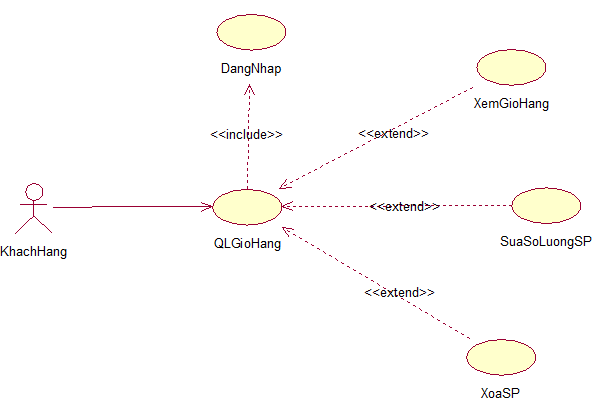 DangNhap
XemGioHang
<<include>>
<<extend>>
KhachHang
QLGioHang
<<extend>>
SuaSoLuongSP
<<extend>>
XoaSP